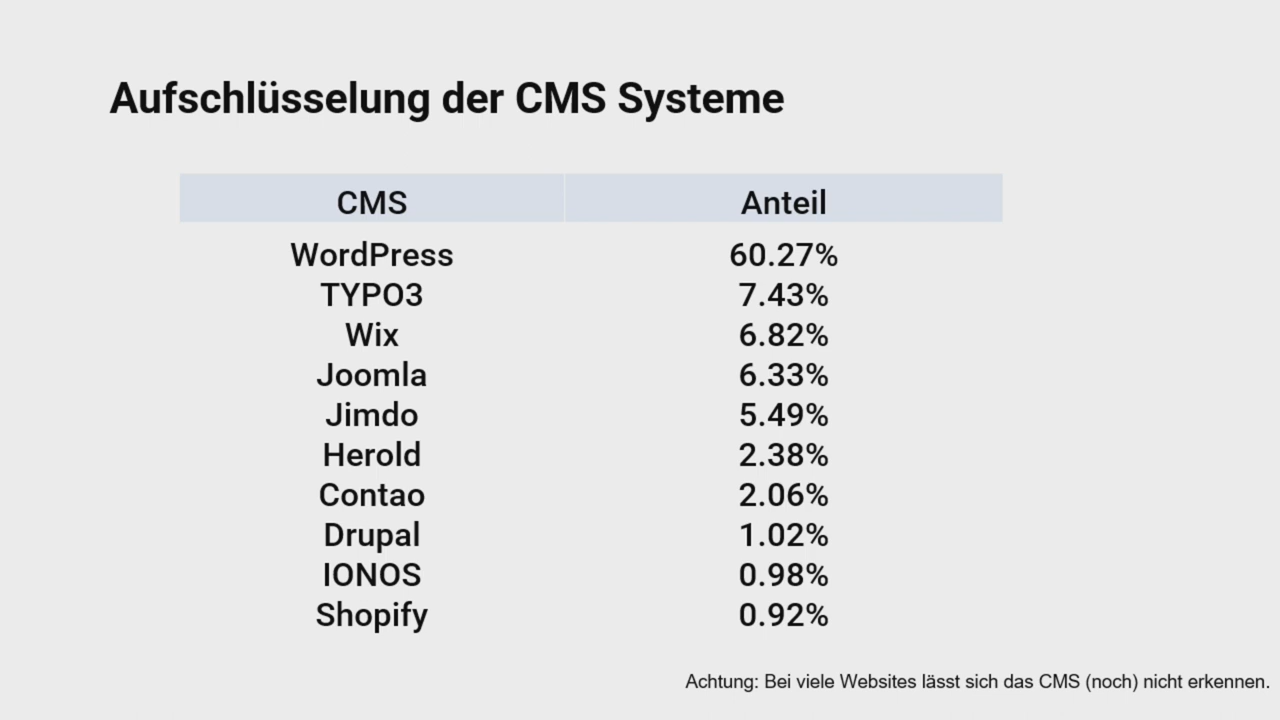 Aufschlüsselung der CMS Systeme
CMS Anteil
WordPress 60.27%
TYPO3 7.43%
Wix 6.82%
Joomla 6.33%
Jimdo 5.49%
Herold 2.38%
Contao 2.06%
Drupal 1.02%
IONOS 0.98%
Shopify 0.92%
Achtung: Bei viele Websites lässt sich das CMS (noch) nicht erkennen.